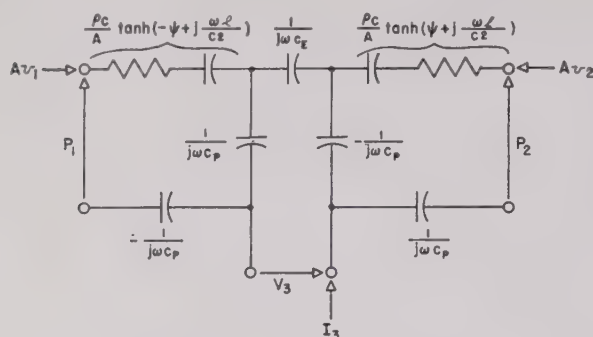 ρc/A tanh(-ψ+j ωℓ/c2)
1/jωC_E
ρc/A tanh(ψ+j ωℓ/c2)
Av₁
Av₂
P₁
1/jωC_p
-1/jωC_p
P₂
-1/jωC_p
-1/jωC_p
V₃
I₃